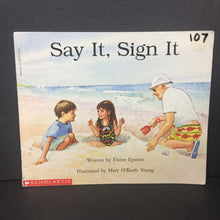 Say It, Sign It
107
Written by Elaine Epstein
Illustrated by Mary O'Keefe Young
SCHOLASTIC